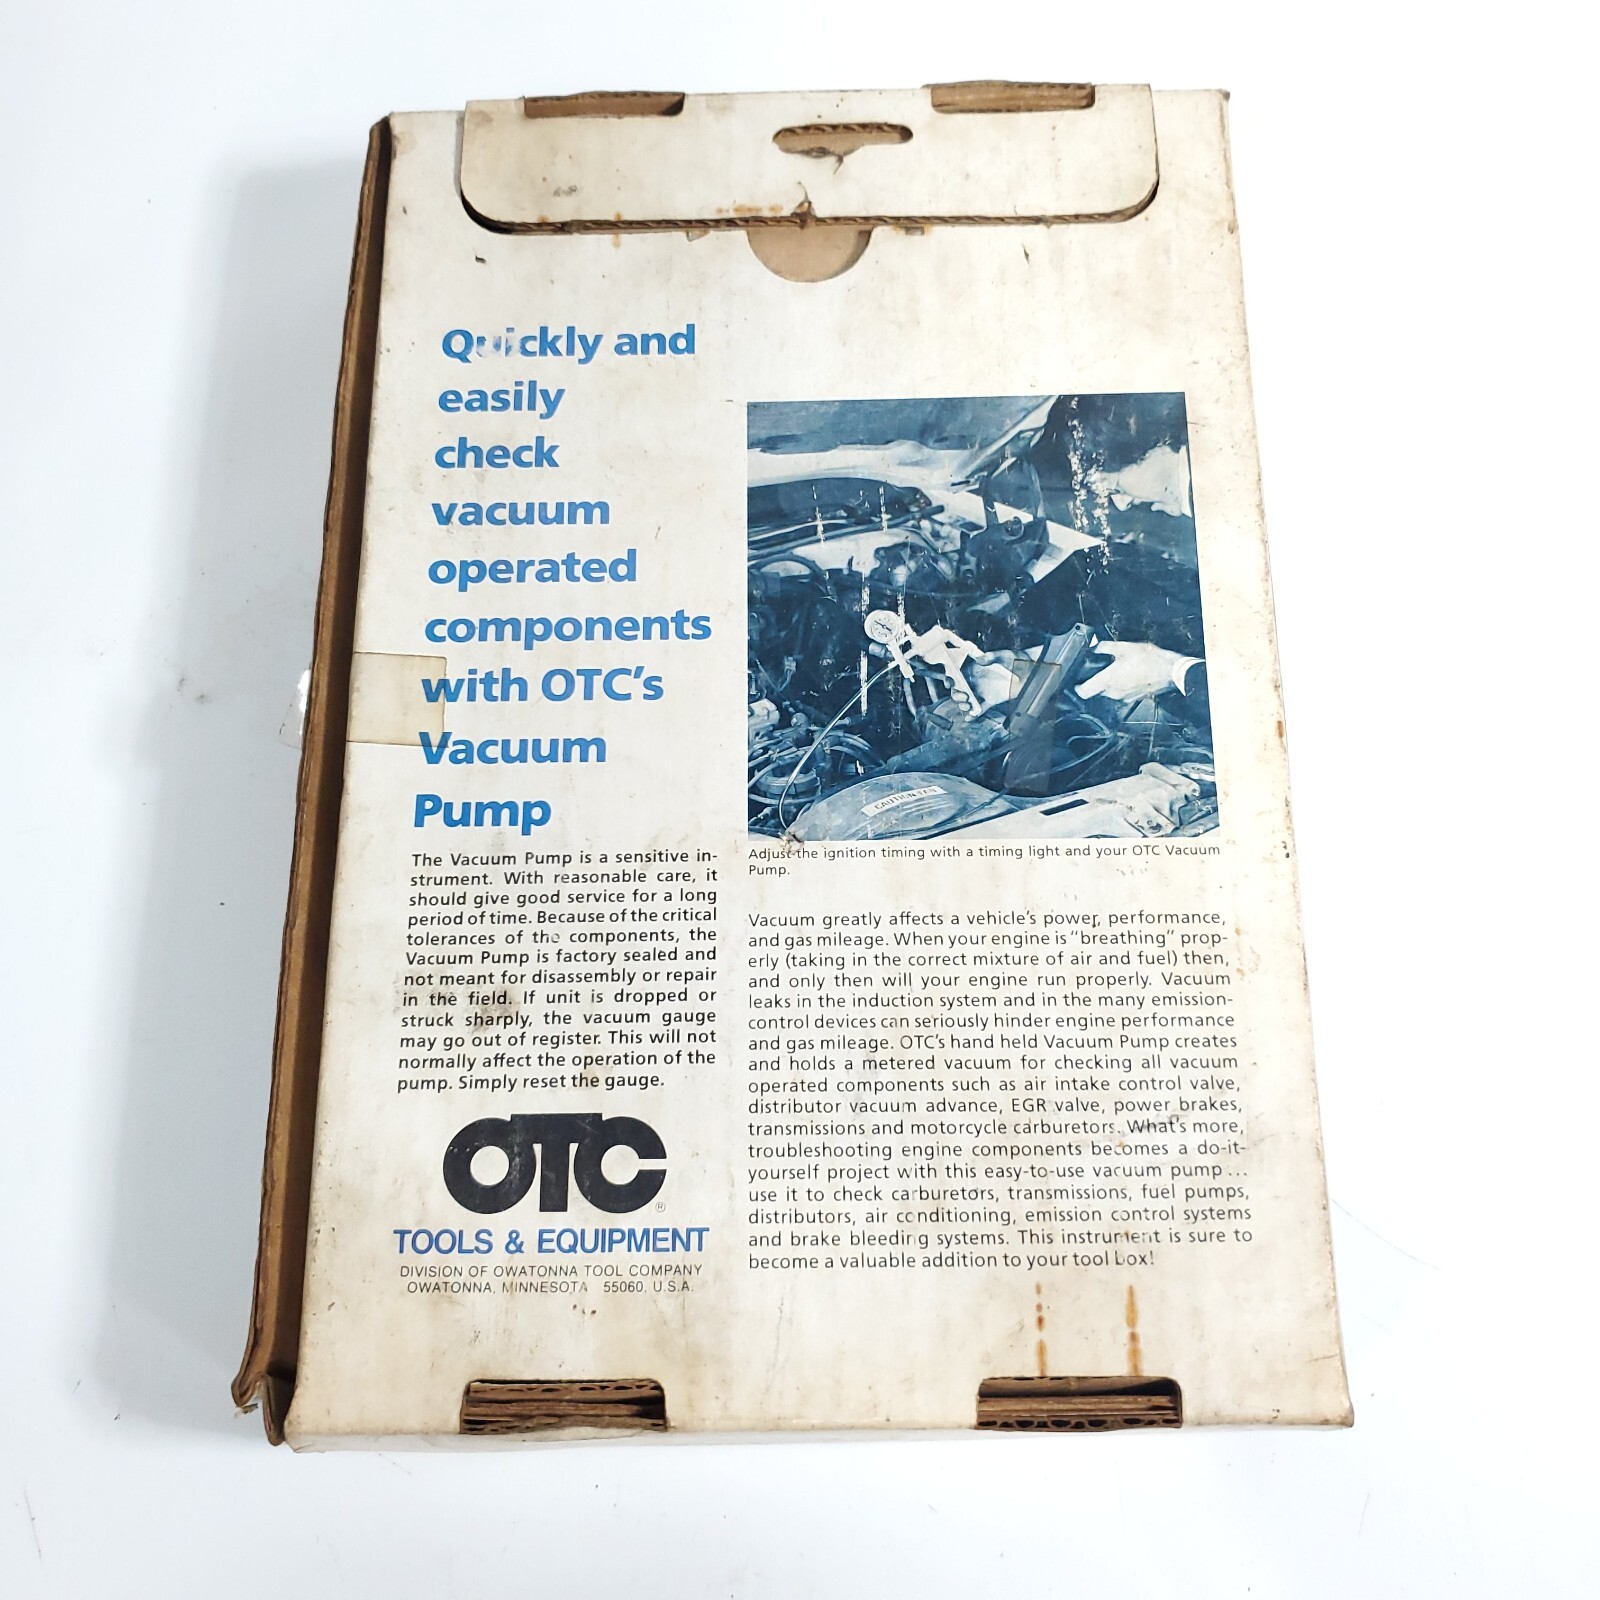 Quickly and
easily
check
vacuum
operated
components
with OTC's
Vacuum
Pump
The Vacuum Pump is a sensitive in-
strument. With reasonable care, it
should give good service for a long
period of time. Because of the critical
tolerances of the components, the
Vacuum Pump is factory sealed and
not meant for disassembly or repair
in the field. If unit is dropped or
struck sharply, the vacuum gauge
may go out of register. This will not
normally affect the operation of the
pump. Simply reset the gauge.
OTC®
TOOLS & EQUIPMENT
DIVISION OF OWATONNA TOOL COMPANY
OWATONNA, MINNESOTA 55060, U.S.A.
CAUTION FAN
Adjust the ignition timing with a timing light and your OTC Vacuum
Pump.
Vacuum greatly affects a vehicle's power, performance,
and gas mileage. When your engine is "breathing" prop-
erly (taking in the correct mixture of air and fuel) then,
and only then will your engine run properly. Vacuum
leaks in the induction system and in the many emission-
control devices can seriously hinder engine performance
and gas mileage. OTC's hand held Vacuum Pump creates
and holds a metered vacuum for checking all vacuum
operated components such as air intake control valve,
distributor vacuum advance, EGR valve, power brakes,
transmissions and motorcycle carburetors. What's more,
troubleshooting engine components becomes a do-it-
yourself project with this easy-to-use vacuum pump...
use it to check carburetors, transmissions, fuel pumps,
distributors, air conditioning, emission control systems
and brake bleeding systems. This instrument is sure to
become a valuable addition to your tool box!